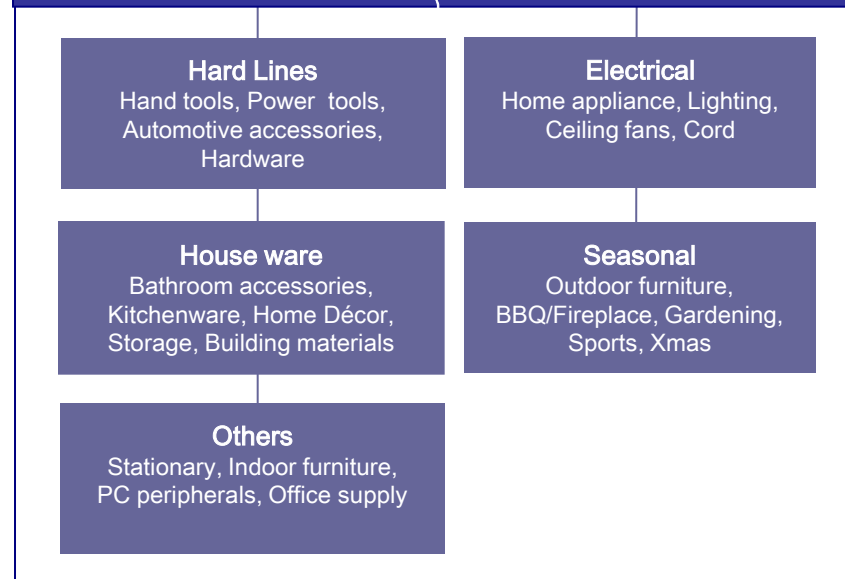 Hard Lines
Hand tools, Power  tools,
Automotive accessories,
Hardware
Electrical
Home appliance, Lighting,
Ceiling fans, Cord
House ware
Bathroom accessories,
Kitchenware, Home Décor,
Storage, Building materials
Seasonal
Outdoor furniture,
BBQ/Fireplace, Gardening,
Sports, Xmas
Others
Stationary, Indoor furniture,
PC peripherals, Office supply